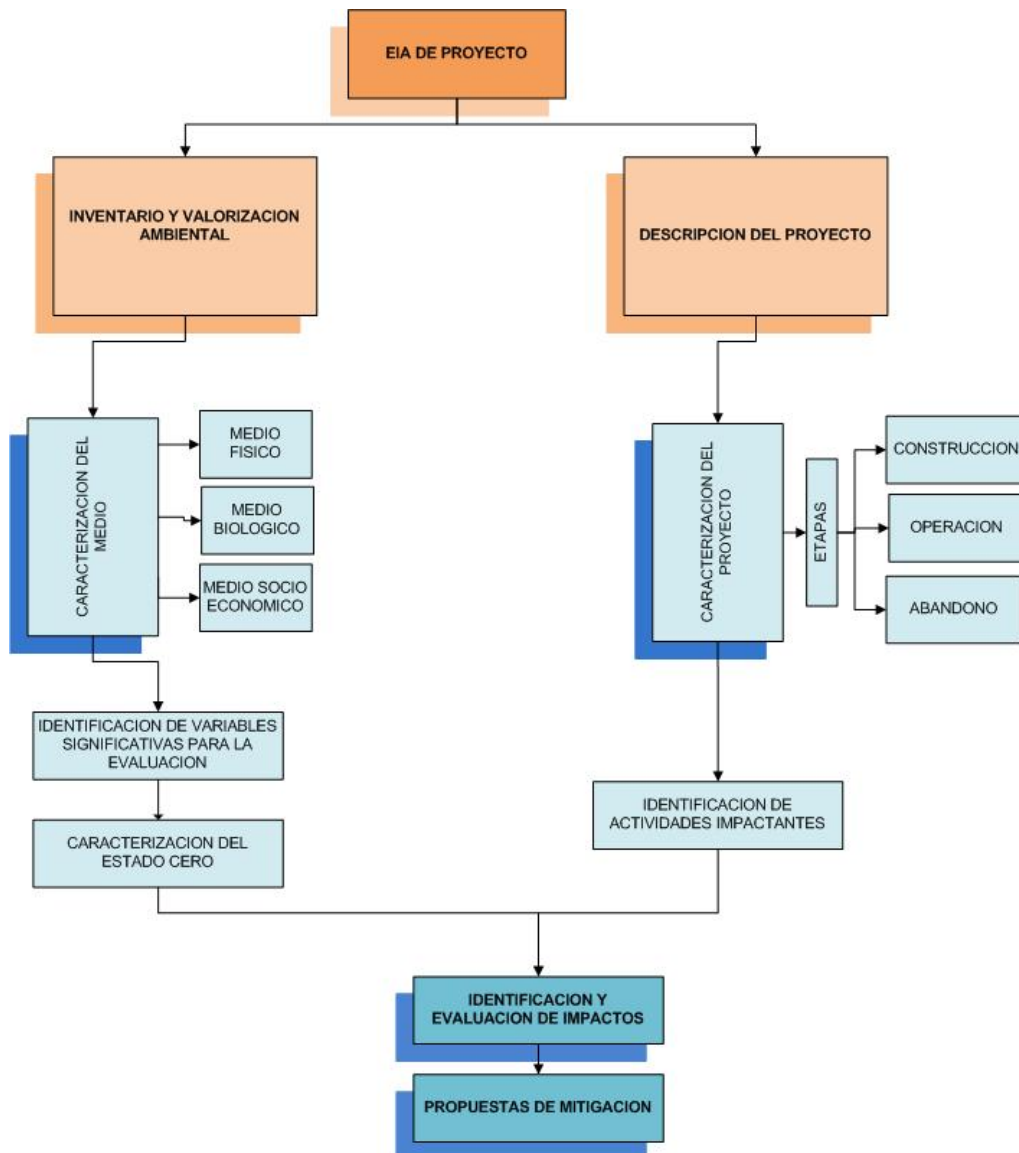 EIA DE PROYECTO
INVENTARIO Y VALORIZACION
AMBIENTAL
DESCRIPCION DEL PROYECTO
CARACTERIZACION DEL
MEDIO
MEDIO
FISICO
MEDIO
BIOLOGICO
MEDIO SOCIO
ECONOMICO
CARACTERIZACION DEL
PROYECTO
ETAPAS
CONSTRUCCION
OPERACION
ABANDONO
IDENTIFICACION DE VARIABLES
SIGNIFICATIVAS PARA LA
EVALUACION
CARACTERIZACION DEL
ESTADO CERO
IDENTIFICACION DE
ACTIVIDADES IMPACTANTES
IDENTIFICACION Y
EVALUACION DE IMPACTOS
PROPUESTAS DE MITIGACION